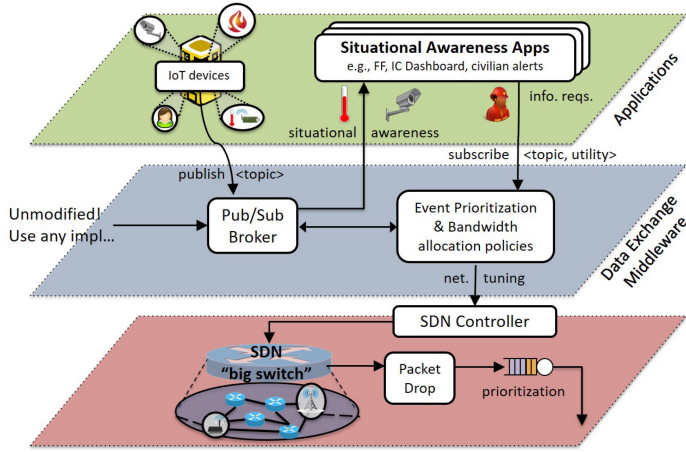 Situational Awareness Apps
e.g., FF, IC Dashboard, civilian alerts
IoT devices
info. reqs.
situational awareness
Applications
subscribe <topic, utility>
publish <topic>
Unmodified!
Use any impl...
Pub/Sub
Broker
Event Prioritization
& Bandwidth
allocation policies
Data Exchange
Middleware
net. tuning
SDN Controller
SDN
“big switch”
Packet
Drop
prioritization